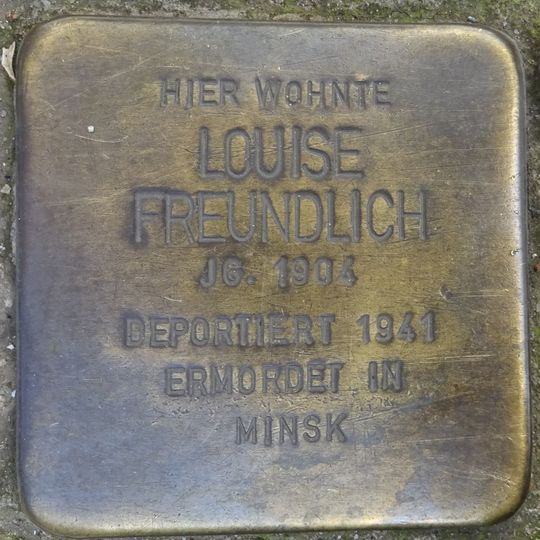 HIER WOHNTE
LOUISE
FREUNDLICH
JG. 1904
DEPORTIERT 1941
ERMORDET IN
MINSK